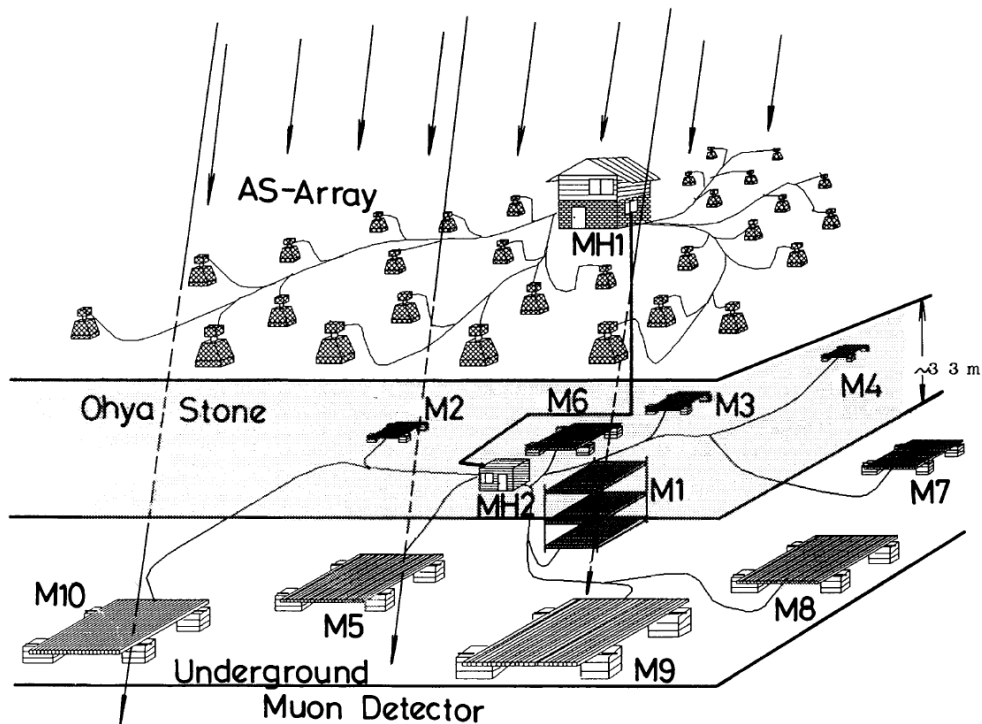 AS-Array
MH1
~3 3 m
M4
Ohya Stone
M2
M6
M3
MH2
M1
M7
M10
M5
M8
M9
Underground
Muon Detector